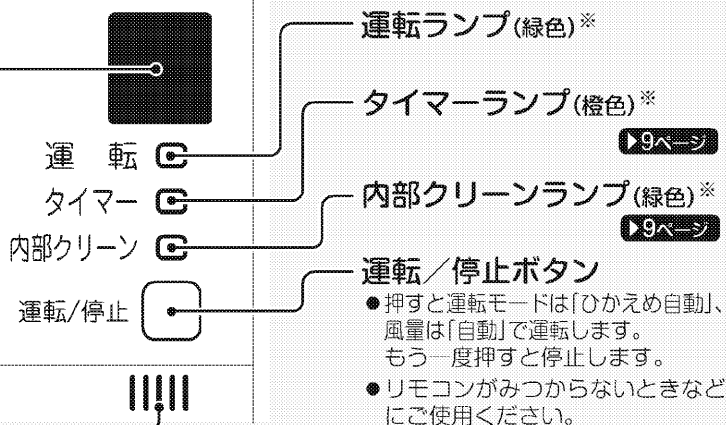 運転ランプ(緑色)※
タイマーランプ(橙色)※
▶9ページ
運 転
タイマー
内部クリーン
運転/停止
内部クリーンランプ(緑色)※
▶9ページ
運転／停止ボタン
●押すと運転モードは「ひかえめ自動」、
風量は「自動」で運転します。
もう一度押すと停止します。
●リモコンがみつからないときなど
にご使用ください。